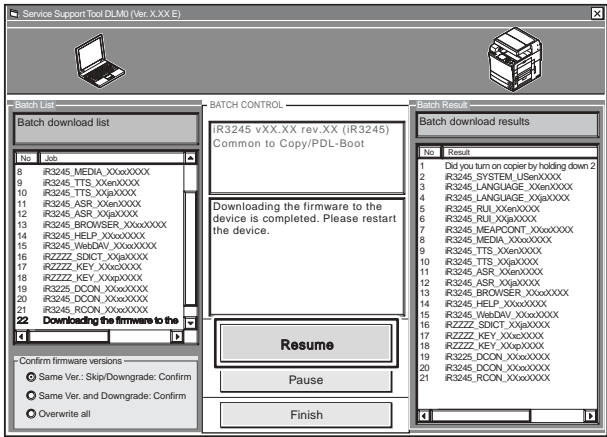 Service Support Tool DLM0 (Ver. X.XX E)
Batch List
Batch download list
No Job
8 iR3245_MEDIA_XXxxXXXX
9 iR3245_TTS_XXenXXXX
10 iR3245_TTS_XXjaXXXX
11 iR3245_ASR_XXenXXXX
12 iR3245_ASR_XXjaXXXX
13 iR3245_BROWSER_XXxxXXXX
14 iR3245_HELP_XXxxXXXX
15 iR3245_WebDAV_XXxxXXXX
16 iRZZZZ_SDICT_XXjaXXXX
17 iRZZZZ_KEY_XXxcXXXX
18 iRZZZZ_KEY_XXxpXXXX
19 iR3225_DCON_XXxxXXXX
20 iR3245_DCON_XXxxXXXX
21 iR3245_RCON_XXxxXXXX
22 Downloading the firmware to the
Confirm firmware versions
Same Ver.: Skip/Downgrade: Confirm
Same Ver. and Downgrade: Confirm
Overwrite all
BATCH CONTROL
iR3245 vXX.XX rev.XX (iR3245)
Common to Copy/PDL-Boot
Downloading the firmware to the
device is completed. Please restart
the device.
Resume
Pause
Finish
Batch Result
Batch download results
No Result
1 Did you turn on copier by holding down 2
2 iR3245_SYSTEM_USenXXXX
3 iR3245_LANGUAGE_XXenXXXX
4 iR3245_LANGUAGE_XXjaXXXX
5 iR3245_RUI_XXenXXXX
6 iR3245_RUI_XXjaXXXX
7 iR3245_MEAPCONT_XXxxXXXX
8 iR3245_MEDIA_XXxxXXXX
9 iR3245_TTS_XXenXXXX
10 iR3245_TTS_XXjaXXXX
11 iR3245_ASR_XXenXXXX
12 iR3245_ASR_XXjaXXXX
13 iR3245_BROWSER_XXxxXXXX
14 iR3245_HELP_XXxxXXXX
15 iR3245_WebDAV_XXxxXXXX
16 iRZZZZ_SDICT_XXjaXXXX
17 iRZZZZ_KEY_XXxcXXXX
18 iRZZZZ_KEY_XXxpXXXX
19 iR3225_DCON_XXxxXXXX
20 iR3245_DCON_XXxxXXXX
21 iR3245_RCON_XXxxXXXX